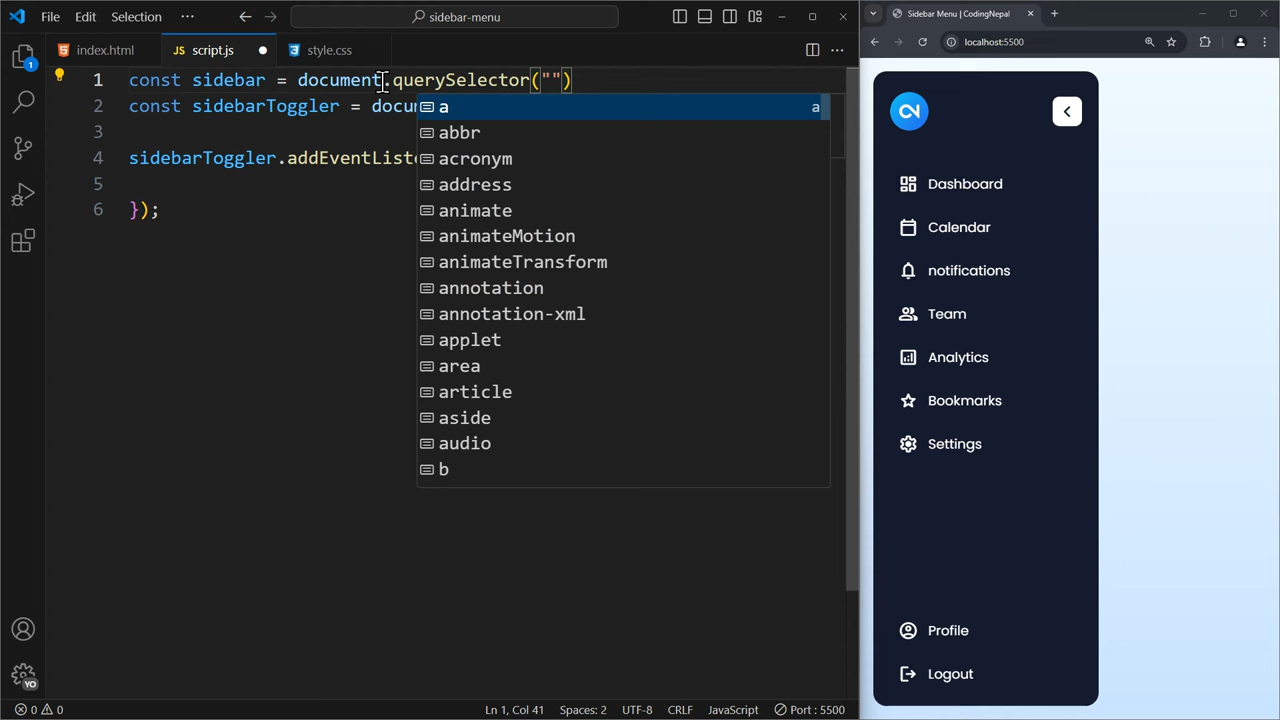 File Edit Selection ··· sidebar-menu
index.html script.js style.css
1 const sidebar = document.querySelector("")
2 const sidebarToggler = docum
3
4 sidebarToggler.addEventListe
5
6 });
a a
abbr
acronym
address
animate
animateMotion
animateTransform
annotation
annotation-xml
applet
area
article
aside
audio
b
1
YO
0 0 Ln 1, Col 41 Spaces: 2 UTF-8 CRLF JavaScript Port : 5500
Sidebar Menu | CodingNepal
localhost:5500
Dashboard
Calendar
notifications
Team
Analytics
Bookmarks
Settings
Profile
Logout